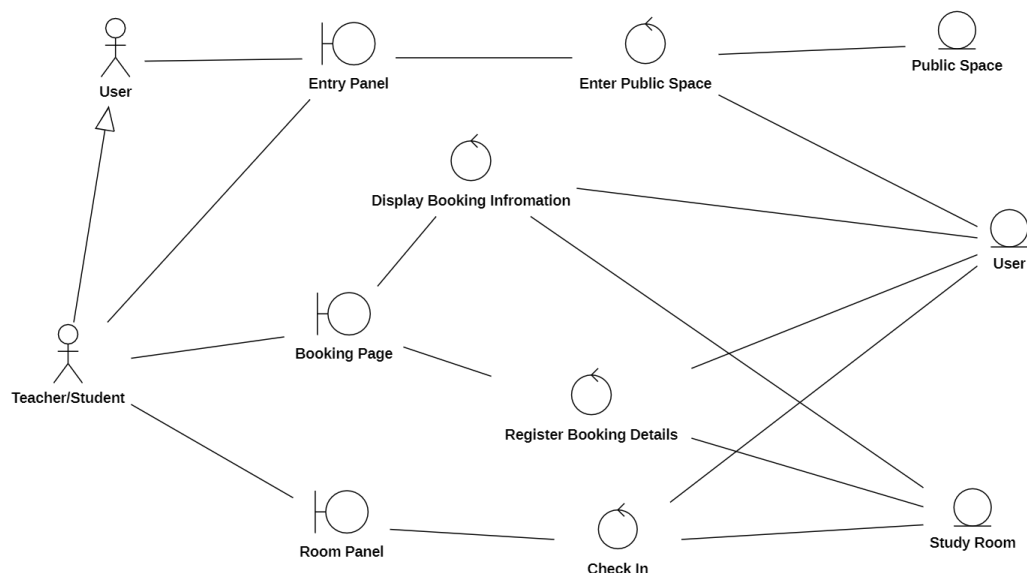 User
Entry Panel
Enter Public Space
Public Space
Display Booking Infromation
User
Booking Page
Teacher/Student
Register Booking Details
Room Panel
Check In
Study Room